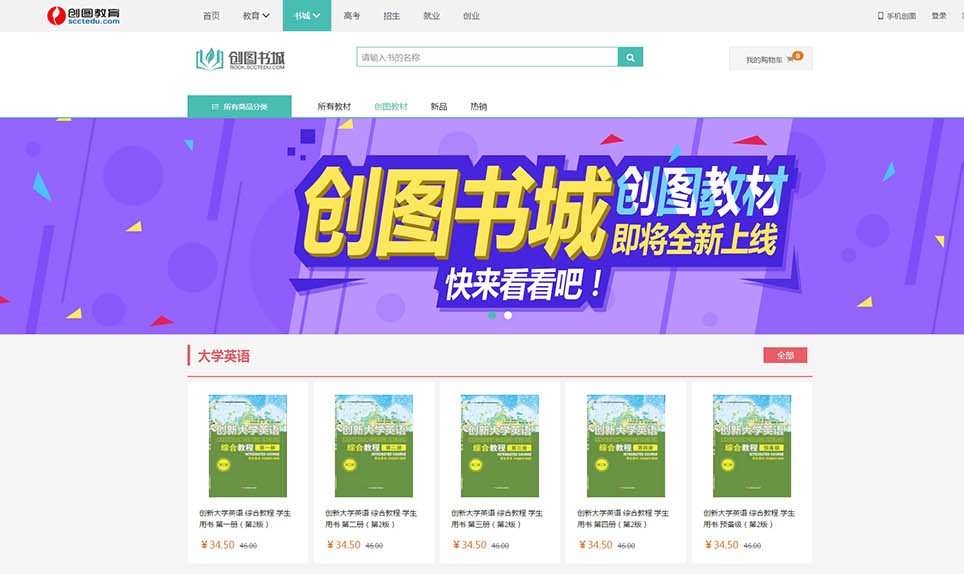 创图教育
scctedu.com
首页 教育 书城 高考 招生 就业 创业
手机创图 登录
创图书城
BOOK.SCCTEDU.COM
请输入书的名称
我的购物车 0
所有商品分类
所有教材 创图教材 新品 热销
创图书城
创图教材
即将全新上线
快来看看吧！
大学英语
全部
创新大学英语
综合教程 第一册
INTEGRATED COURSE
创新大学英语
综合教程 第二册
INTEGRATED COURSE
创新大学英语
综合教程 第三册
INTEGRATED COURSE
创新大学英语
综合教程 第四册
INTEGRATED COURSE
创新大学英语
综合教程 预备级
INTEGRATED COURSE
创新大学英语 综合教程 学生
用书 第一册（第2版）
¥34.50 46.00
创新大学英语 综合教程 学生
用书 第二册（第2版）
¥34.50 46.00
创新大学英语 综合教程 学生
用书 第三册（第2版）
¥34.50 46.00
创新大学英语 综合教程 学生
用书 第四册（第2版）
¥34.50 46.00
创新大学英语 综合教程 学生
用书 预备级（第2版）
¥34.50 46.00